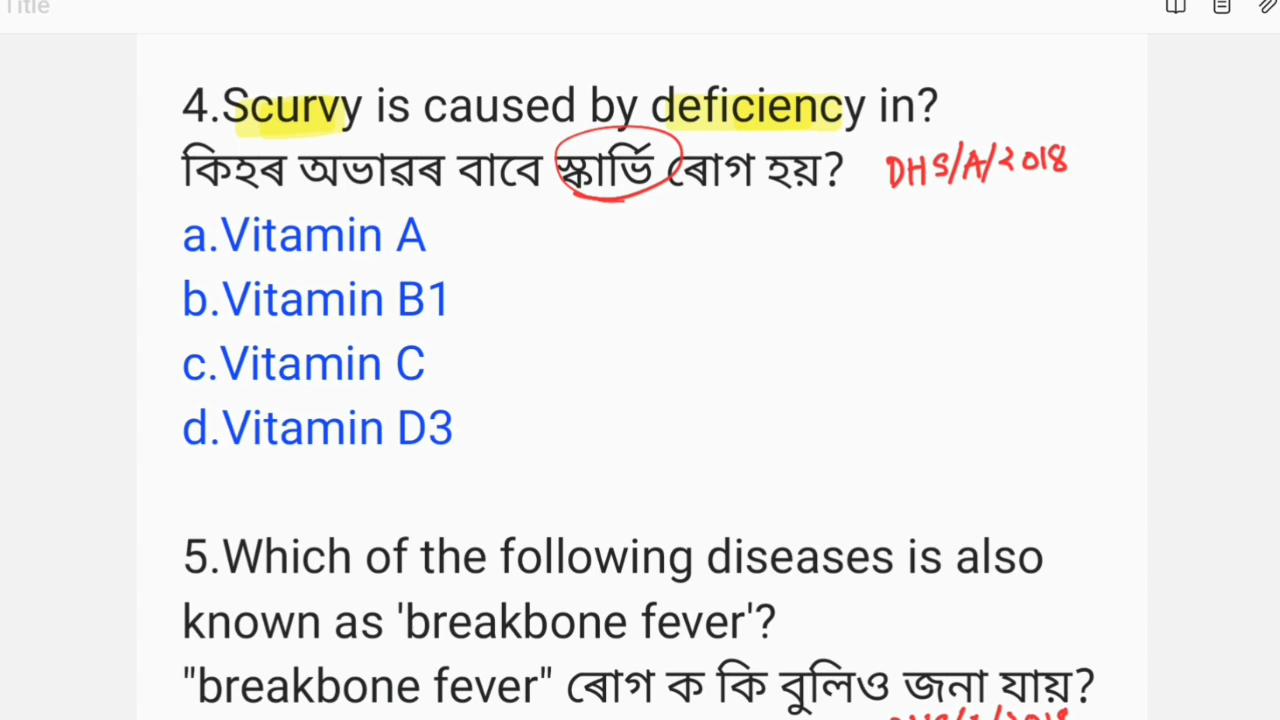 Title
4.Scurvy is caused by deficiency in?
কিহৰ অভাৱৰ বাবে স্কাৰ্ভি ৰোগ হয়? DHS/A/2018
a.Vitamin A
b.Vitamin B1
c.Vitamin C
d.Vitamin D3
5.Which of the following diseases is also
known as 'breakbone fever'?
"breakbone fever" ৰোগ ক কি বুলিও জনা যায়?